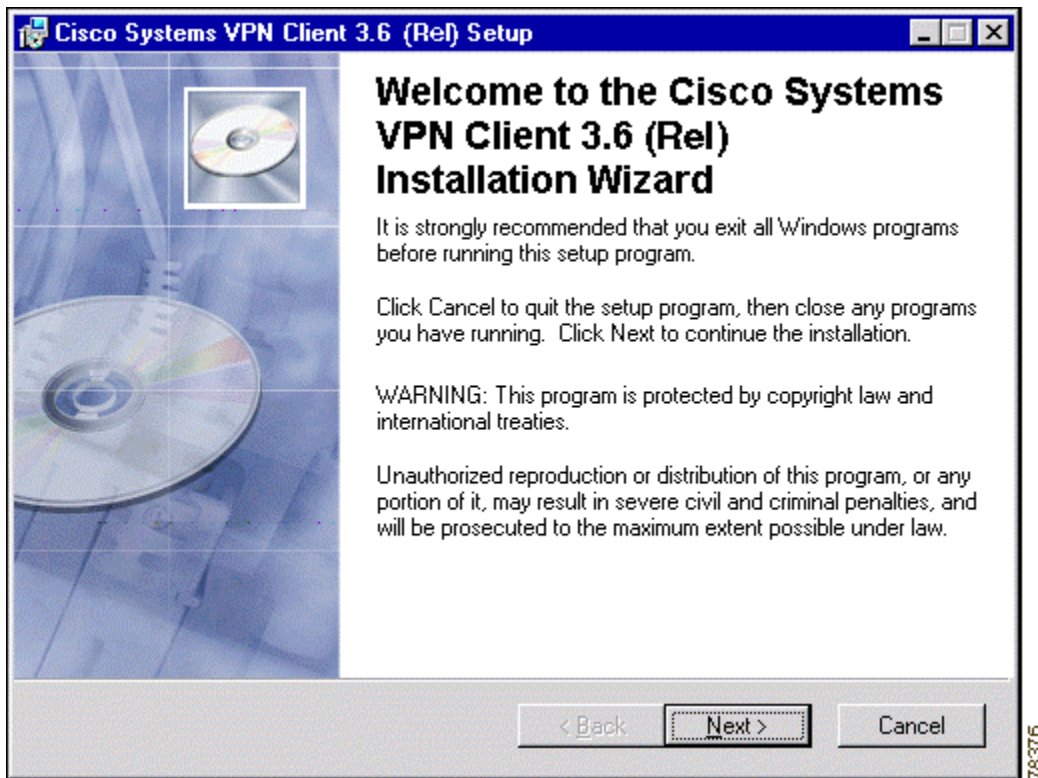 Cisco Systems VPN Client 3.6 (Rel) Setup
Welcome to the Cisco Systems
VPN Client 3.6 (Rel)
Installation Wizard
It is strongly recommended that you exit all Windows programs
before running this setup program.
Click Cancel to quit the setup program, then close any programs
you have running. Click Next to continue the installation.
WARNING: This program is protected by copyright law and
international treaties.
Unauthorized reproduction or distribution of this program, or any
portion of it, may result in severe civil and criminal penalties, and
will be prosecuted to the maximum extent possible under law.
< Back
Next >
Cancel
78376